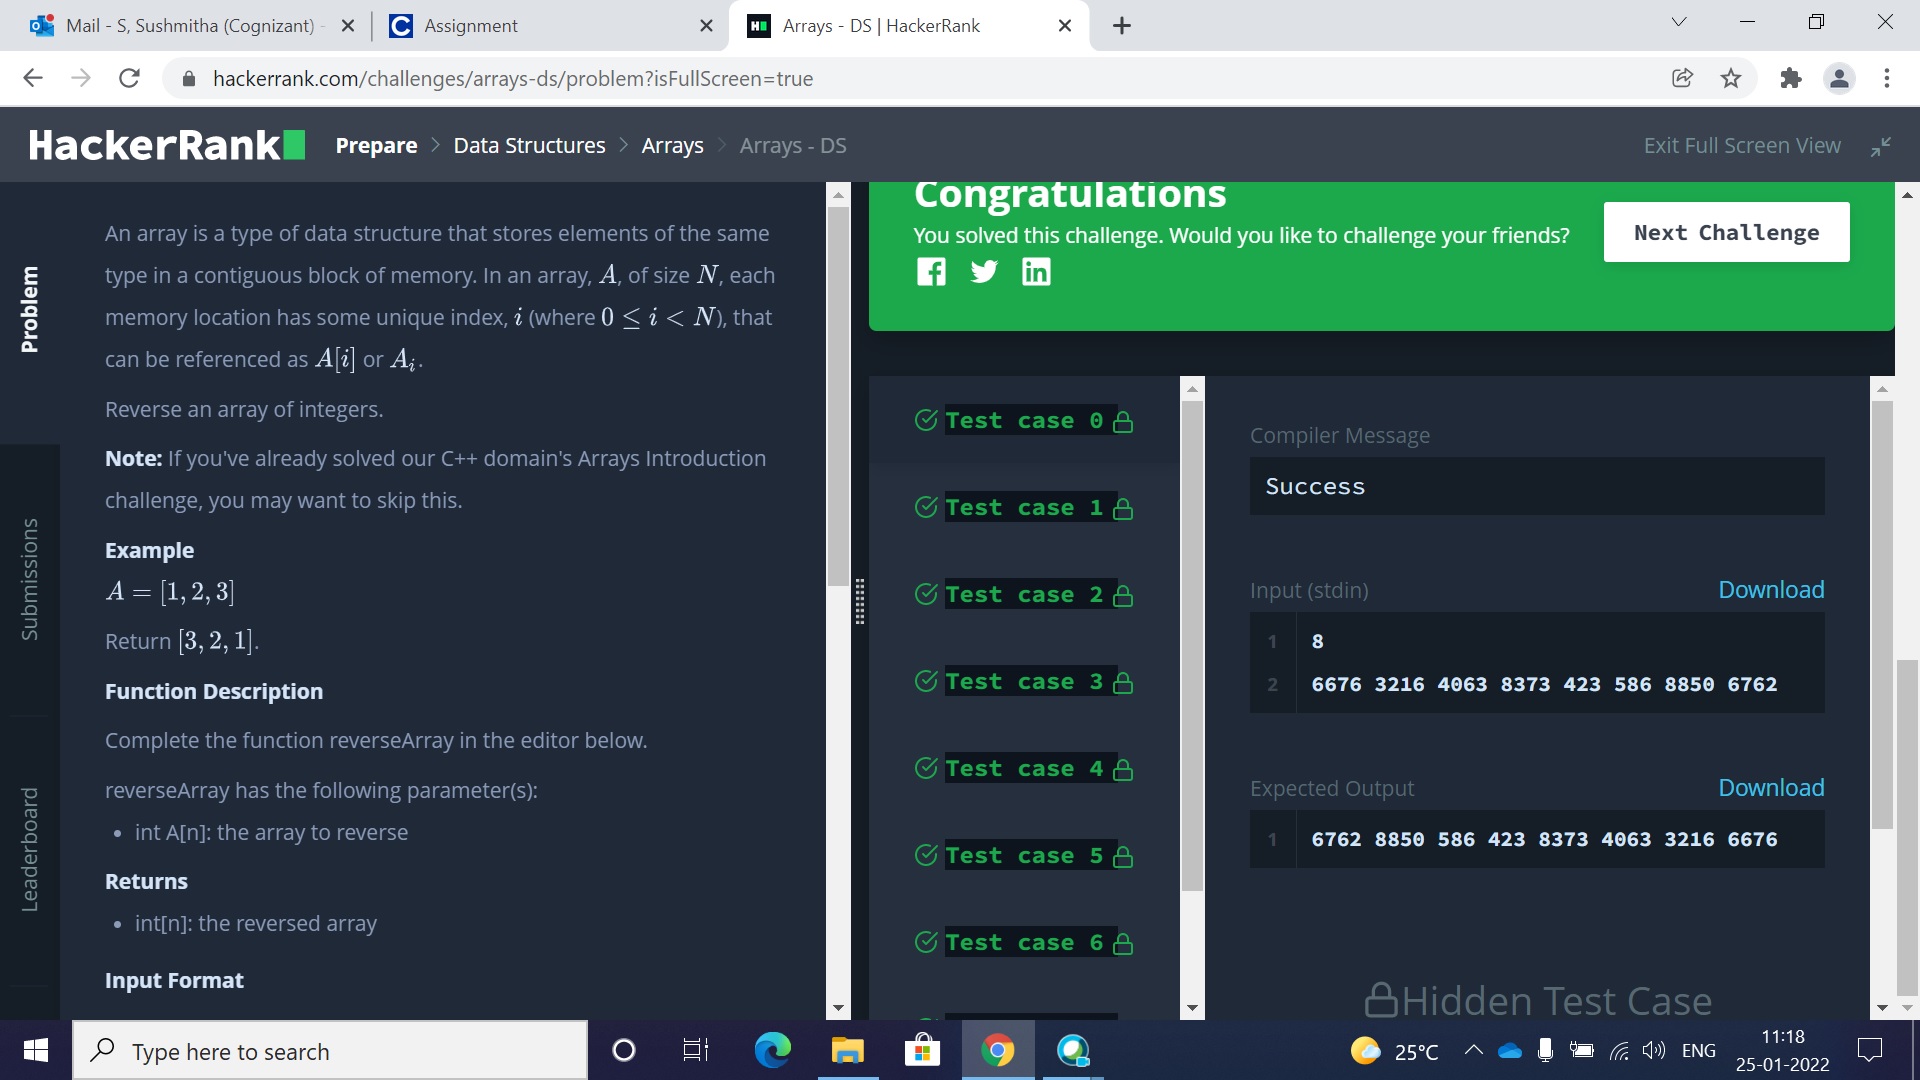 Mail - S, Sushmitha (Cognizant) -
Assignment
Arrays - DS | HackerRank
hackerrank.com/challenges/arrays-ds/problem?isFullScreen=true
HackerRank
Prepare > Data Structures > Arrays > Arrays - DS
Exit Full Screen View
Problem
Submissions
Leaderboard
An array is a type of data structure that stores elements of the same
type in a contiguous block of memory. In an array, A, of size N, each
memory location has some unique index, i (where 0 ≤ i < N), that
can be referenced as A[i] or Aᵢ.
Reverse an array of integers.
Note: If you've already solved our C++ domain's Arrays Introduction
challenge, you may want to skip this.
Example
A = [1, 2, 3]
Return [3, 2, 1].
Function Description
Complete the function reverseArray in the editor below.
reverseArray has the following parameter(s):
• int A[n]: the array to reverse
Returns
• int[n]: the reversed array
Input Format
Congratulations
You solved this challenge. Would you like to challenge your friends?
Next Challenge
Test case 0
Test case 1
Test case 2
Test case 3
Test case 4
Test case 5
Test case 6
Compiler Message
Success
Input (stdin)
Download
1 8
2 6676 3216 4063 8373 423 586 8850 6762
Expected Output
Download
1 6762 8850 586 423 8373 4063 3216 6676
Hidden Test Case
Type here to search
25°C
ENG
11:18
25-01-2022